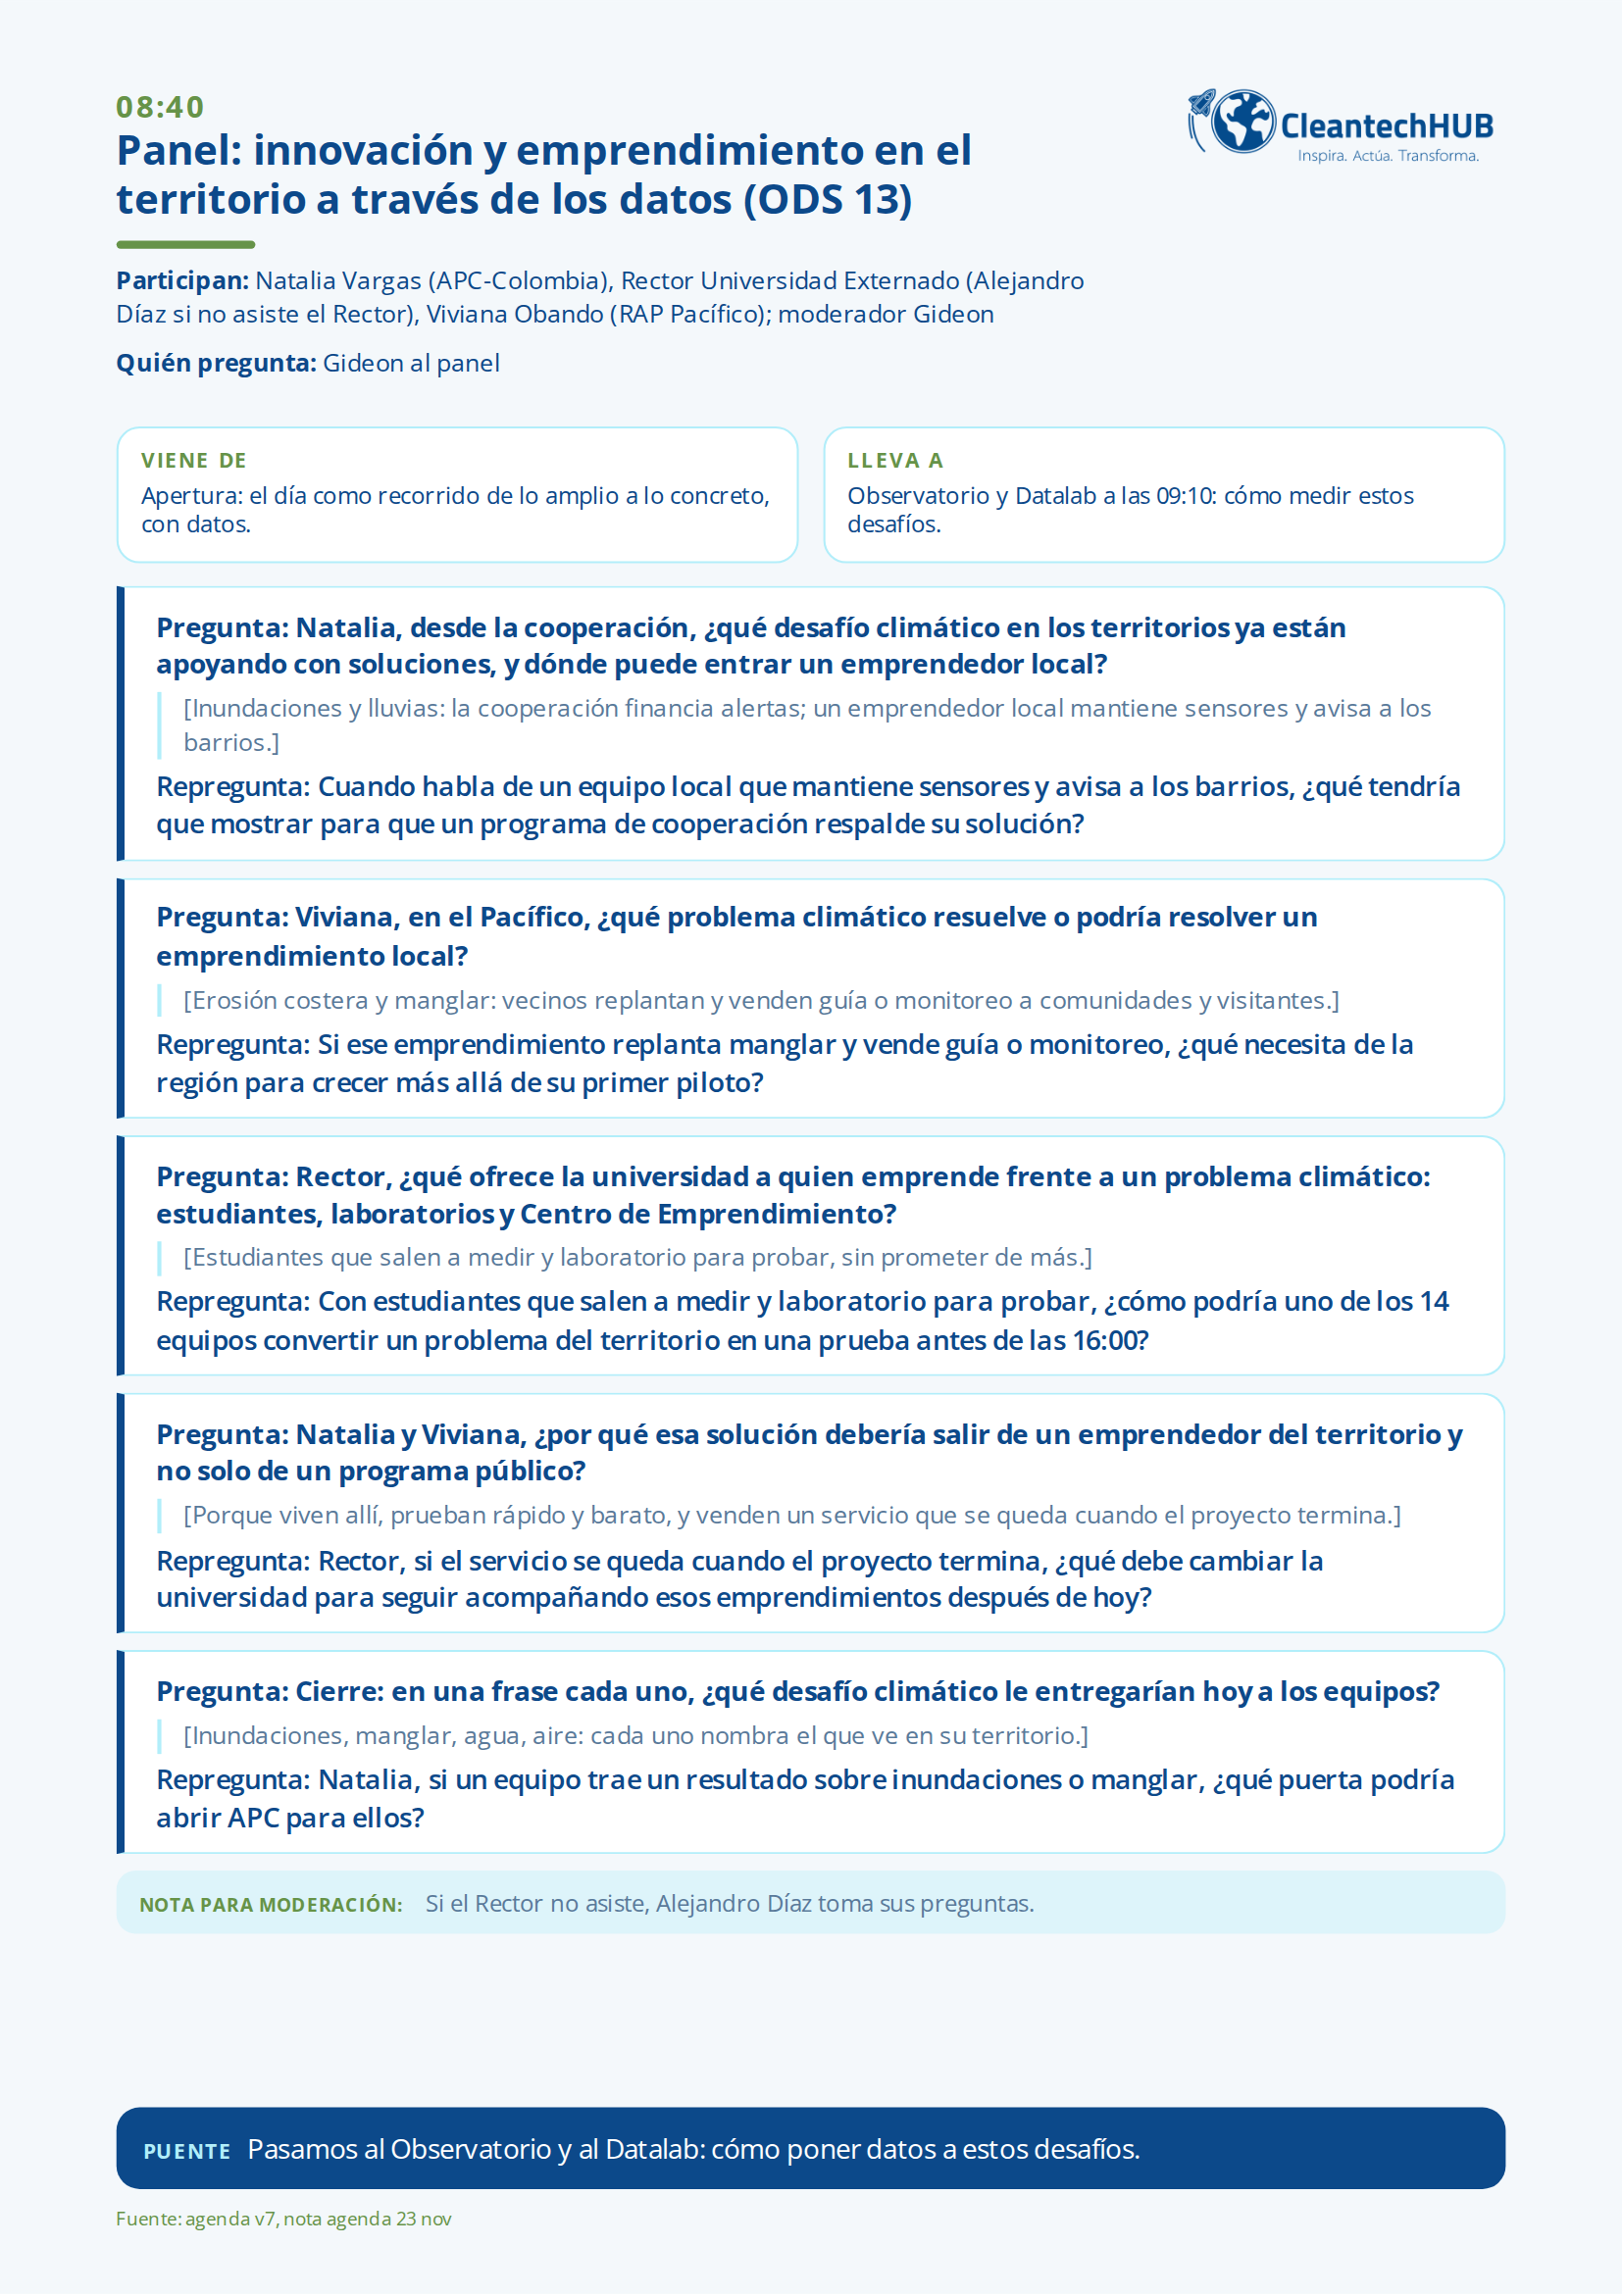 08:40
Panel: innovación y emprendimiento en el
territorio a través de los datos (ODS 13)
CleantechHUB
Inspira. Actúa. Transforma.
Participan: Natalia Vargas (APC-Colombia), Rector Universidad Externado (Alejandro
Díaz si no asiste el Rector), Viviana Obando (RAP Pacífico); moderador Gideon
Quién pregunta: Gideon al panel
VIENE DE
Apertura: el día como recorrido de lo amplio a lo concreto,
con datos.
LLEVA A
Observatorio y Datalab a las 09:10: cómo medir estos
desafíos.
Pregunta: Natalia, desde la cooperación, ¿qué desafío climático en los territorios ya están
apoyando con soluciones, y dónde puede entrar un emprendedor local?
[Inundaciones y lluvias: la cooperación financia alertas; un emprendedor local mantiene sensores y avisa a los
barrios.]
Repregunta: Cuando habla de un equipo local que mantiene sensores y avisa a los barrios, ¿qué tendría
que mostrar para que un programa de cooperación respalde su solución?
Pregunta: Viviana, en el Pacífico, ¿qué problema climático resuelve o podría resolver un
emprendimiento local?
[Erosión costera y manglar: vecinos replantan y venden guía o monitoreo a comunidades y visitantes.]
Repregunta: Si ese emprendimiento replanta manglar y vende guía o monitoreo, ¿qué necesita de la
región para crecer más allá de su primer piloto?
Pregunta: Rector, ¿qué ofrece la universidad a quien emprende frente a un problema climático:
estudiantes, laboratorios y Centro de Emprendimiento?
[Estudiantes que salen a medir y laboratorio para probar, sin prometer de más.]
Repregunta: Con estudiantes que salen a medir y laboratorio para probar, ¿cómo podría uno de los 14
equipos convertir un problema del territorio en una prueba antes de las 16:00?
Pregunta: Natalia y Viviana, ¿por qué esa solución debería salir de un emprendedor del territorio y
no solo de un programa público?
[Porque viven allí, prueban rápido y barato, y venden un servicio que se queda cuando el proyecto termina.]
Repregunta: Rector, si el servicio se queda cuando el proyecto termina, ¿qué debe cambiar la
universidad para seguir acompañando esos emprendimientos después de hoy?
Pregunta: Cierre: en una frase cada uno, ¿qué desafío climático le entregarían hoy a los equipos?
[Inundaciones, manglar, agua, aire: cada uno nombra el que ve en su territorio.]
Repregunta: Natalia, si un equipo trae un resultado sobre inundaciones o manglar, ¿qué puerta podría
abrir APC para ellos?
NOTA PARA MODERACIÓN: Si el Rector no asiste, Alejandro Díaz toma sus preguntas.
PUENTE Pasamos al Observatorio y al Datalab: cómo poner datos a estos desafíos.
Fuente: agenda v7, nota agenda 23 nov